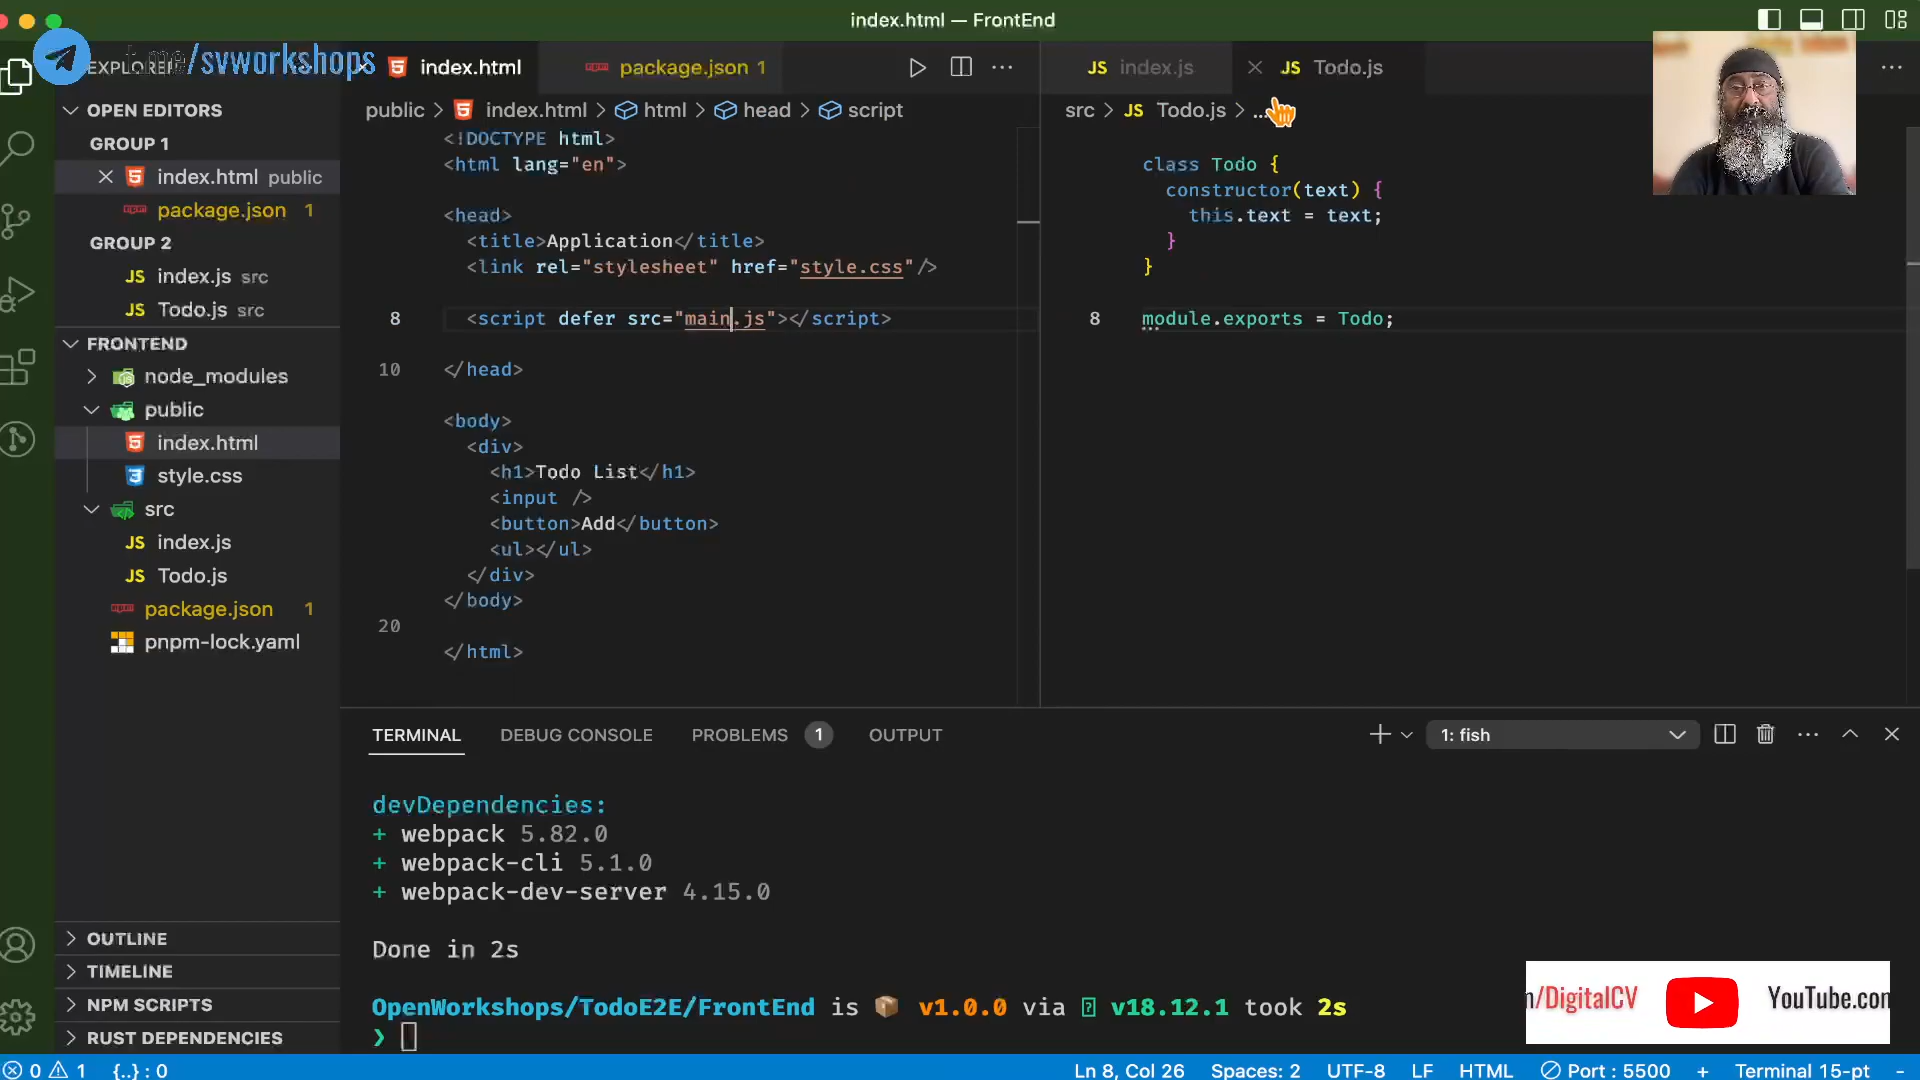 index.html — FrontEnd
t.me/svworkshops
EXPLORER
index.html
package.json 1
index.js
Todo.js
OPEN EDITORS
GROUP 1
index.html public
package.json 1
GROUP 2
index.js src
Todo.js src
FRONTEND
node_modules
public
index.html
style.css
src
index.js
Todo.js
package.json 1
pnpm-lock.yaml
OUTLINE
TIMELINE
NPM SCRIPTS
RUST DEPENDENCIES
public > index.html > html > head > script
<!DOCTYPE html>
<html lang="en">
<head>
<title>Application</title>
<link rel="stylesheet" href="style.css"/>
8 <script defer src="main.js"></script>
10 </head>
<body>
<div>
<h1>Todo List</h1>
<input />
<button>Add</button>
<ul></ul>
</div>
</body>
20
</html>
src > Todo.js > ...
class Todo {
constructor(text) {
this.text = text;
}
}
8 module.exports = Todo;
TERMINAL DEBUG CONSOLE PROBLEMS 1 OUTPUT
1: fish
devDependencies:
+ webpack 5.82.0
+ webpack-cli 5.1.0
+ webpack-dev-server 4.15.0
Done in 2s
OpenWorkshops/TodoE2E/FrontEnd is v1.0.0 via v18.12.1 took 2s
❯
/DigitalCV
YouTube.com
0 1 {..} : 0
Ln 8, Col 26 Spaces: 2 UTF-8 LF HTML Port : 5500 + Terminal 15-pt -